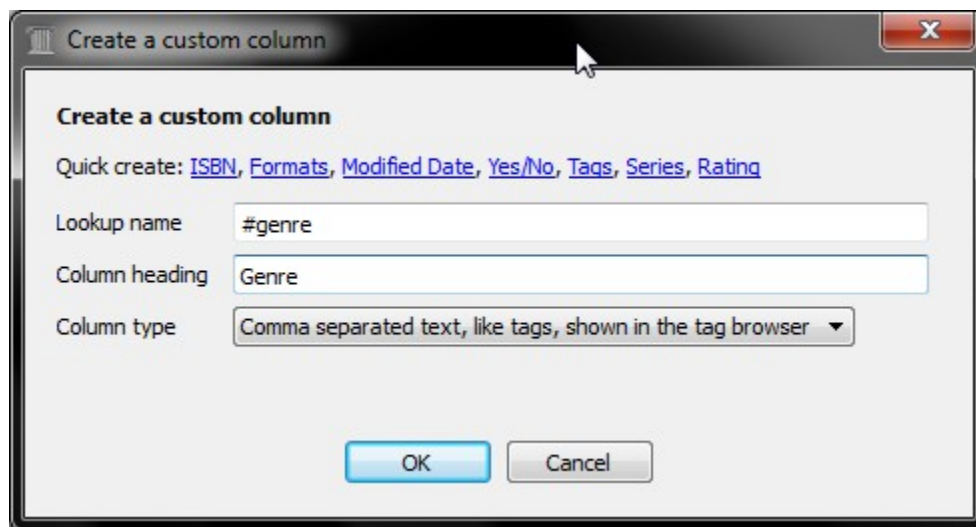 Create a custom column
Create a custom column
Quick create: ISBN, Formats, Modified Date, Yes/No, Tags, Series, Rating
Lookup name #genre
Column heading Genre
Column type Comma separated text, like tags, shown in the tag browser
OK Cancel